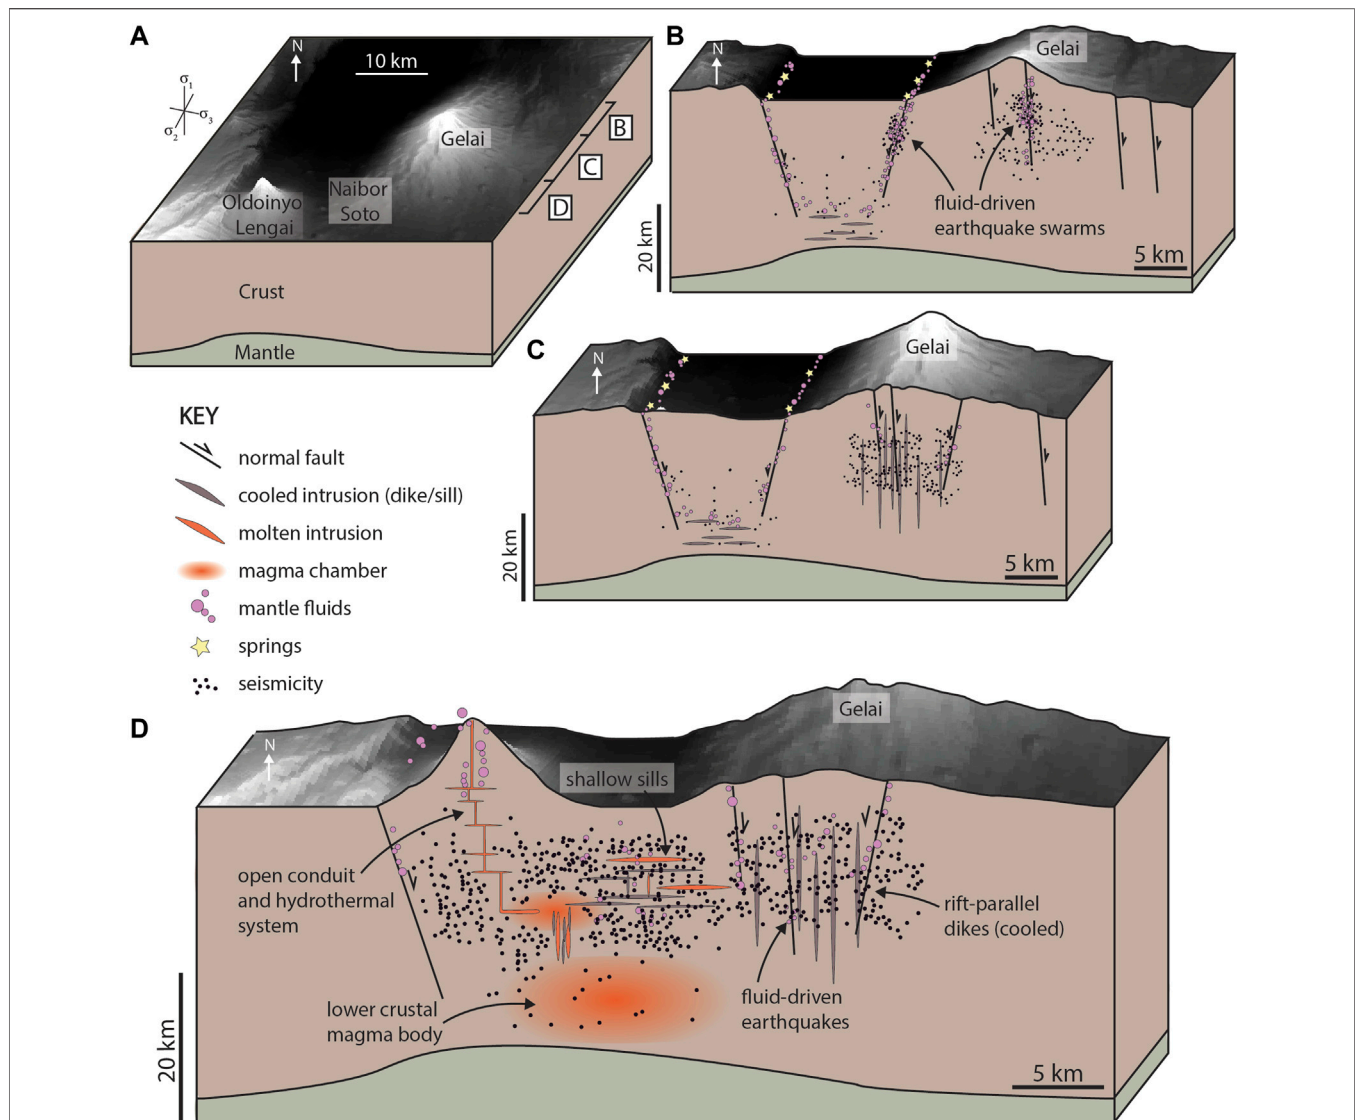 A
N
10 km
σ1
σ3
σ2
Gelai
Naibor
Soto
Oldoinyo
Lengai
B
C
D
Crust
Mantle
B
N
Gelai
fluid-driven
earthquake swarms
20 km
5 km
C
N
Gelai
20 km
5 km
KEY
normal fault
cooled intrusion (dike/sill)
molten intrusion
magma chamber
mantle fluids
springs
seismicity
D
N
Gelai
shallow sills
open conduit
and hydrothermal
system
rift-parallel
dikes (cooled)
lower crustal
magma body
fluid-driven
earthquakes
20 km
5 km